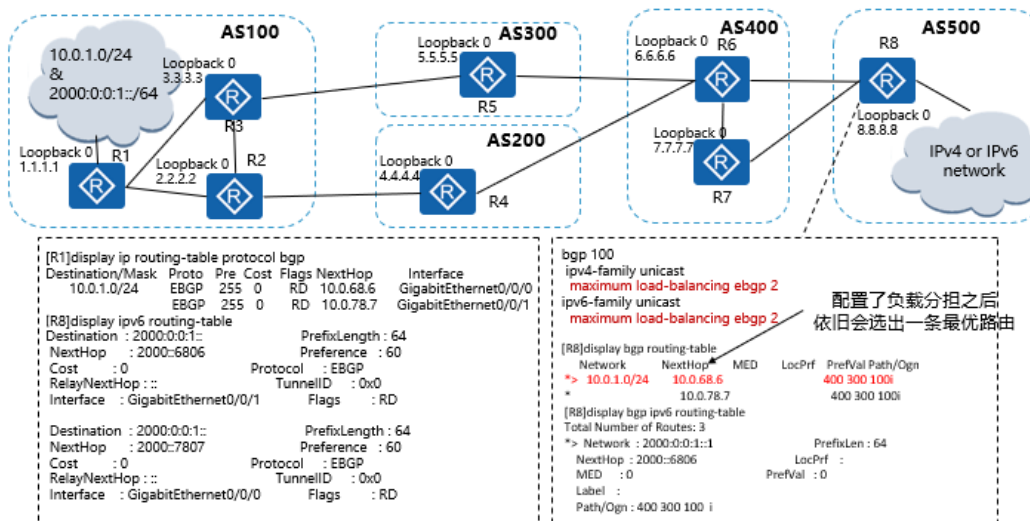 AS100
AS300
AS400
AS500
10.0.1.0/24
&
2000:0:0:1::/64
Loopback 0
3.3.3.3
R3
Loopback 0
1.1.1.1
R1
Loopback 0
2.2.2.2
R2
Loopback 0
5.5.5.5
R5
AS200
Loopback 0
4.4.4.4
R4
R6
Loopback 0
6.6.6.6
Loopback 0
7.7.7.7
R7
R8
Loopback 0
8.8.8.8
IPv4 or IPv6
network
[R1]display ip routing-table protocol bgp
Destination/Mask Proto Pre Cost Flags NextHop Interface
10.0.1.0/24 EBGP 255 0 RD 10.0.68.6 GigabitEthernet0/0/0
EBGP 255 0 RD 10.0.78.7 GigabitEthernet0/0/1
[R8]display ipv6 routing-table
Destination : 2000:0:0:1:: PrefixLength : 64
NextHop : 2000::6806 Preference : 60
Cost : 0 Protocol : EBGP
RelayNextHop : :: TunnelID : 0x0
Interface : GigabitEthernet0/0/1 Flags : RD
Destination : 2000:0:0:1:: PrefixLength : 64
NextHop : 2000::7807 Preference : 60
Cost : 0 Protocol : EBGP
RelayNextHop : :: TunnelID : 0x0
Interface : GigabitEthernet0/0/0 Flags : RD
bgp 100
ipv4-family unicast
maximum load-balancing ebgp 2
ipv6-family unicast
maximum load-balancing ebgp 2
配置了负载分担之后
依旧会选出一条最优路由
[R8]display bgp routing-table
Network NextHop MED LocPrf PrefVal Path/Ogn
*> 10.0.1.0/24 10.0.68.6 400 300 100i
* 10.0.78.7 400 300 100i
[R8]display bgp ipv6 routing-table
Total Number of Routes: 3
*> Network : 2000:0:0:1::1 PrefixLen : 64
NextHop : 2000::6806 LocPrf :
MED : 0 PrefVal : 0
Label :
Path/Ogn : 400 300 100 i